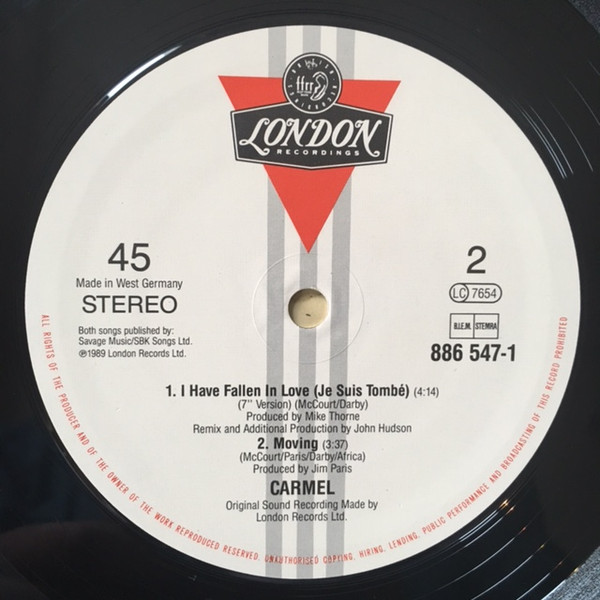 ffrr
LONDON
RECORDINGS
45
Made in West Germany
STEREO
Both songs published by:
Savage Music/SBK Songs Ltd.
℗1989 London Records Ltd.
2
LC 7654
B.I.E.M. STEMRA
886 547-1
1. I Have Fallen In Love (Je Suis Tombé) (4:14)
(7" Version) (McCourt/Darby)
Produced by Mike Thorne
Remix and Additional Production by John Hudson
2. Moving (3:37)
(McCourt/Paris/Darby/Africa)
Produced by Jim Paris
CARMEL
Original Sound Recording Made by
London Records Ltd.
ALL RIGHTS OF THE PRODUCER AND OF THE OWNER OF THE WORK REPRODUCED RESERVED. UNAUTHORISED COPYING, HIRING, LENDING, PUBLIC PERFORMANCE AND BROADCASTING OF THIS RECORD PROHIBITED